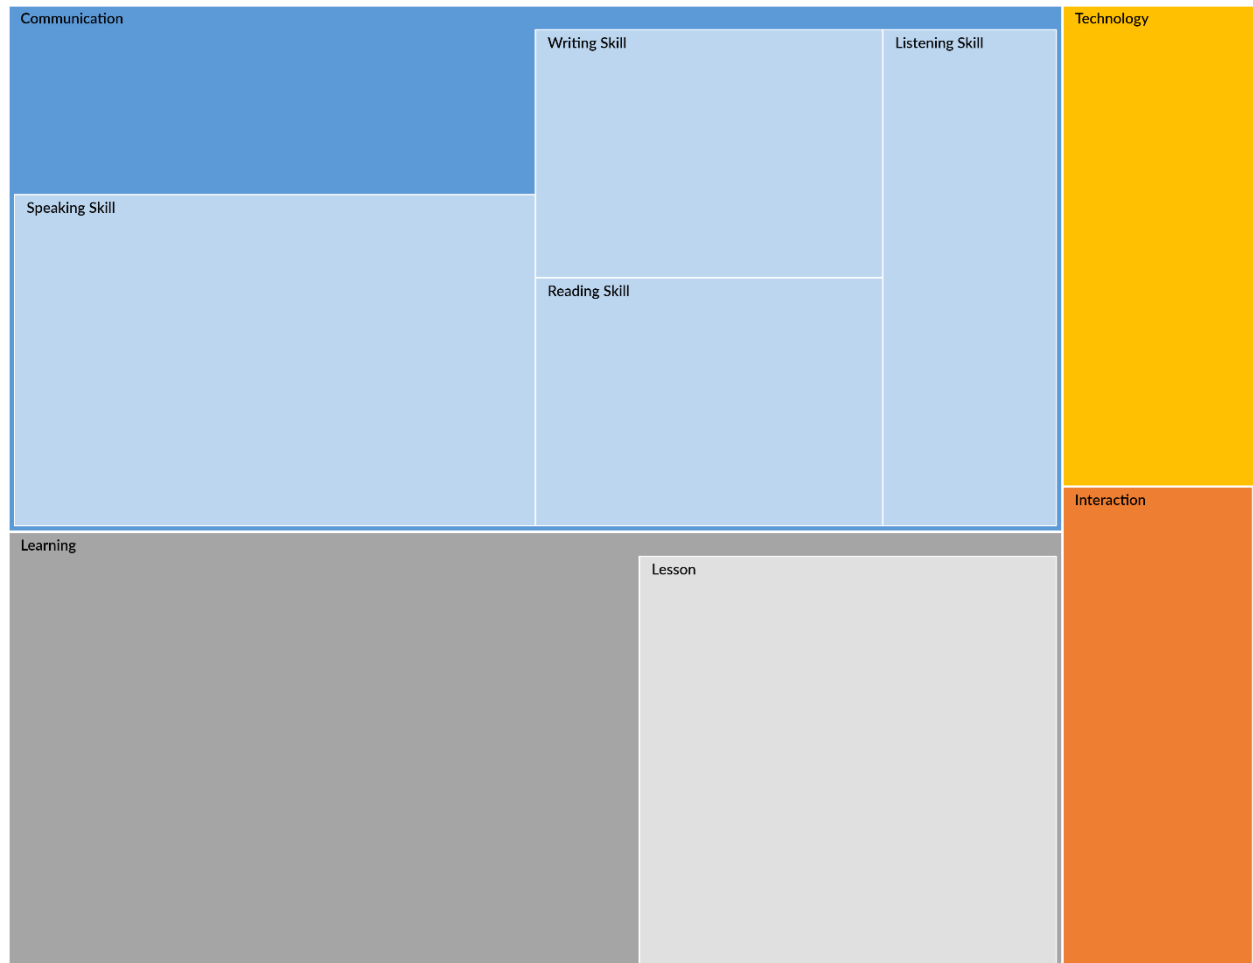 Communication
Writing Skill
Listening Skill
Technology
Speaking Skill
Reading Skill
Interaction
Learning
Lesson